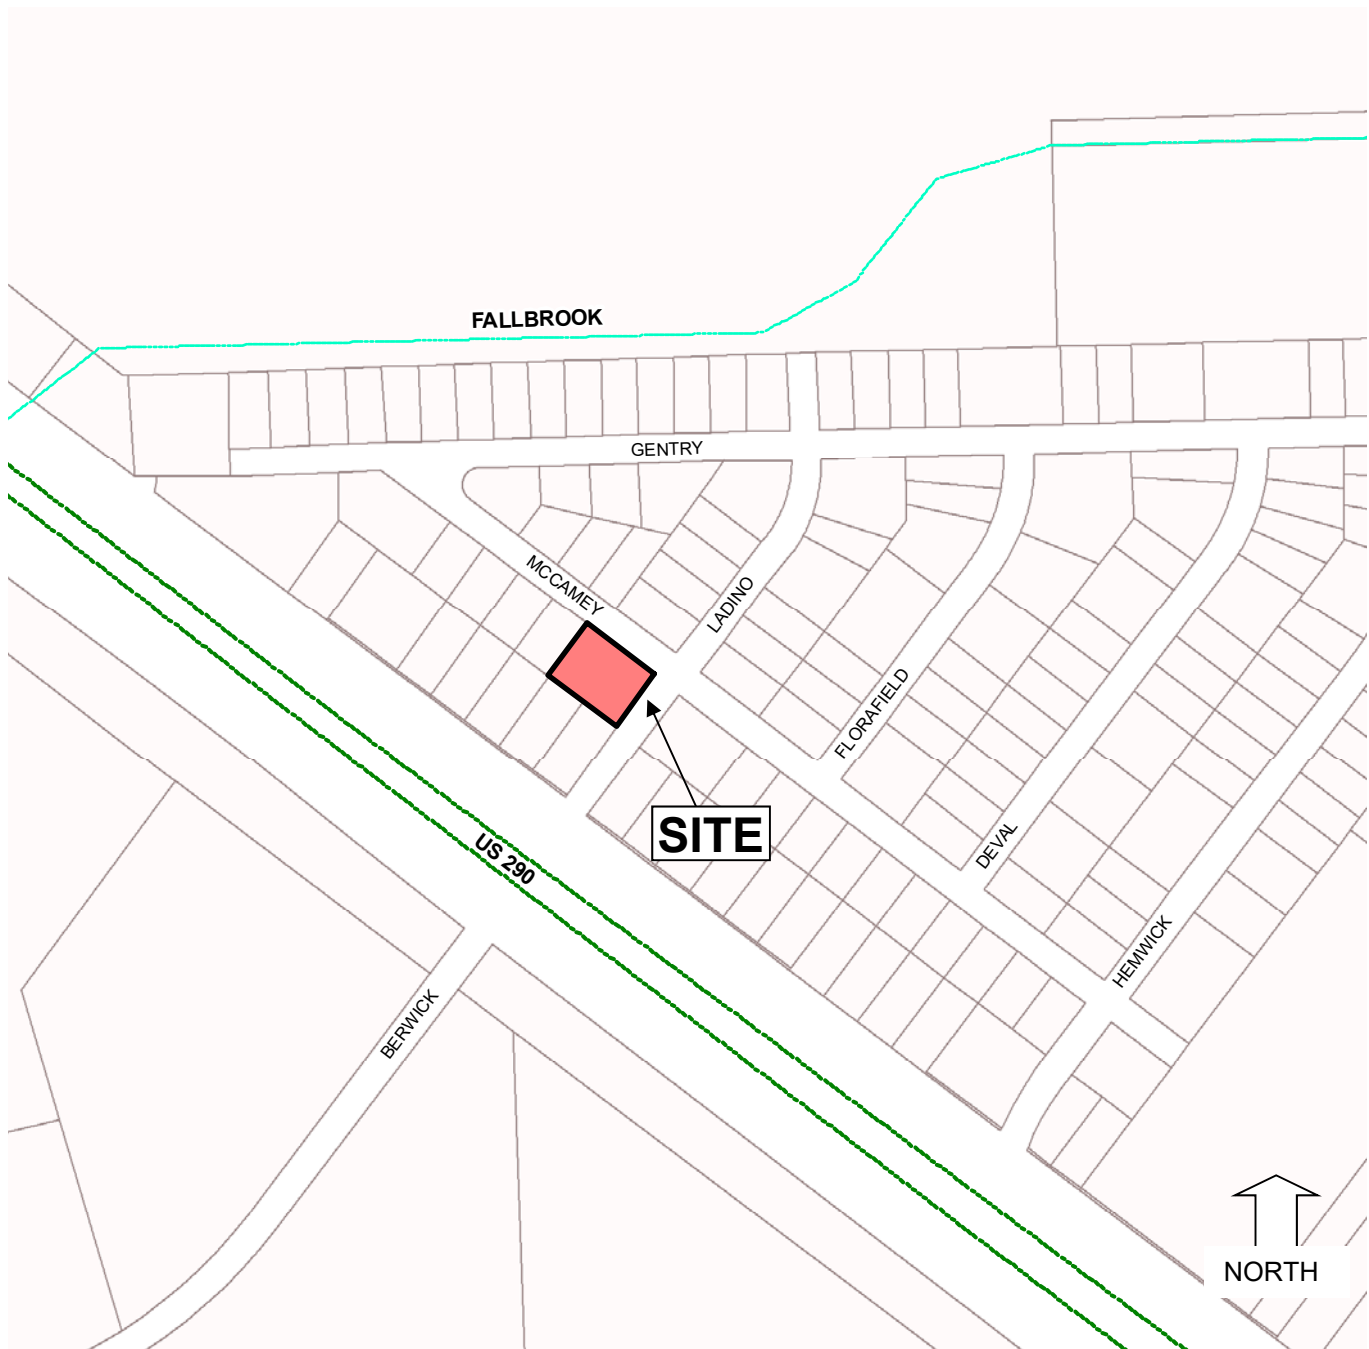 FALLBROOK
GENTRY
MCCAMEY
LADINO
FLORAFIELD
SITE
DEVAL
US 290
HEMWICK
BERWICK
NORTH